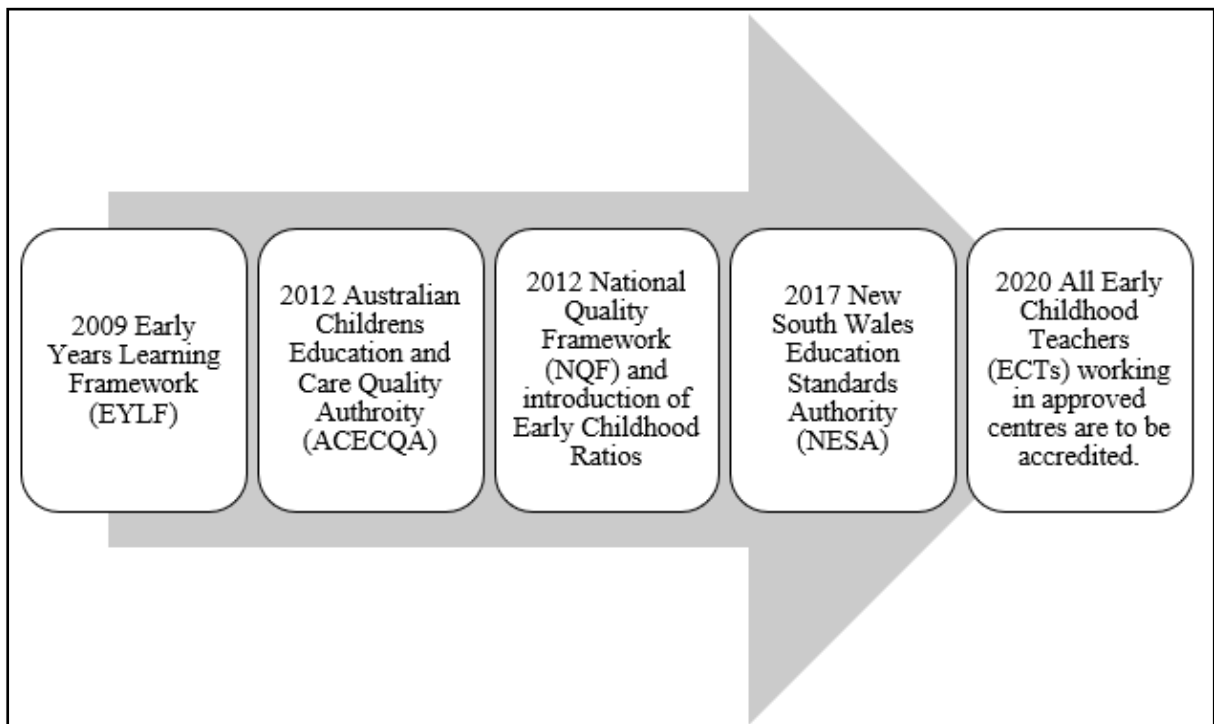 2009 Early
Years Learning
Framework
(EYLF)
2012 Australian
Childrens
Education and
Care Quality
Authroity
(ACECQA)
2012 National
Quality
Framework
(NQF) and
introduction of
Early Childhood
Ratios
2017 New
South Wales
Education
Standards
Authority
(NESA)
2020 All Early
Childhood
Teachers
(ECTs) working
in approved
centres are to be
accredited.